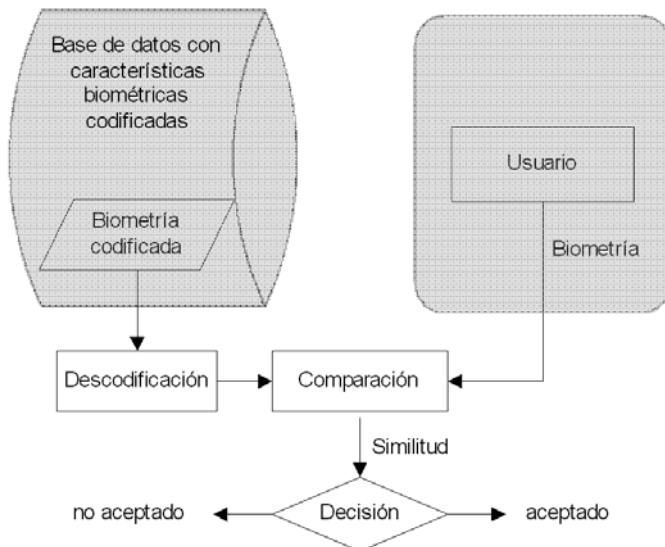 Base de datos con
características
biométricas
codificadas
Usuario
Biometría
codificada
Biometría
Descodificación
Comparación
Similitud
no aceptado
Decisión
aceptado